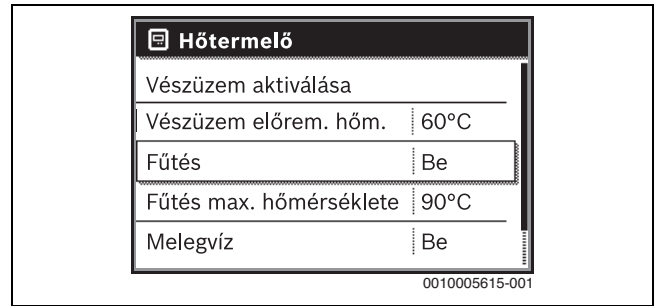 Hőtermelő
Vészüzem aktiválása
Vészüzem előrem. hőm. 60°C
Fűtés Be
Fűtés max. hőmérséklete 90°C
Melegvíz Be
0010005615-001